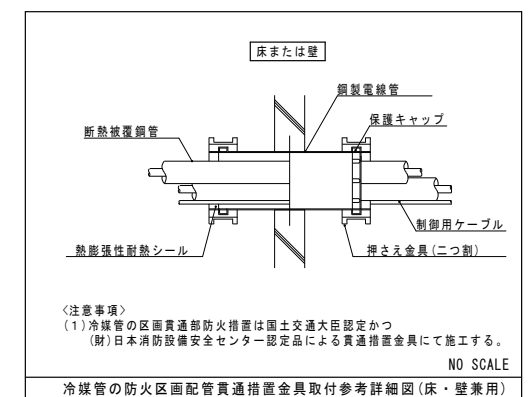 床または壁
鋼製電線管
保護キャップ
断熱被覆鋼管
制御用ケーブル
熱膨張性耐熱シール
押さえ金具(二つ割)
〈注意事項〉
(1)冷媒管の区画貫通部防火措置は国土交通大臣認定かつ
(財)日本消防設備安全センター認定品による貫通措置金具にて施工する。
NO SCALE
冷媒管の防火区画配管貫通措置金具取付参考詳細図(床・壁兼用)